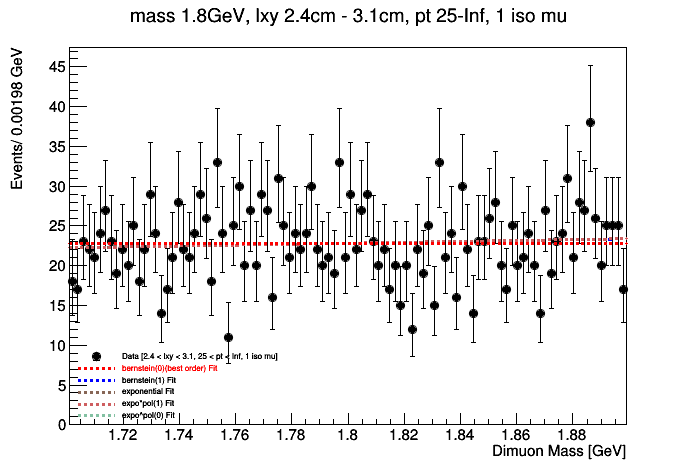 mass 1.8GeV, lxy 2.4cm - 3.1cm, pt 25-Inf, 1 iso mu
Events/ 0.00198 GeV
45
40
35
30
25
20
15
10
5
0
Data [2.4 < lxy < 3.1, 25 < pt < Inf, 1 iso mu]
bernstein(0)(best order) Fit
bernstein(1) Fit
exponential Fit
expo*pol(1) Fit
expo^pol(0) Fit
1.72 1.74 1.76 1.78 1.8 1.82 1.84 1.86 1.88
Dimuon Mass [GeV]